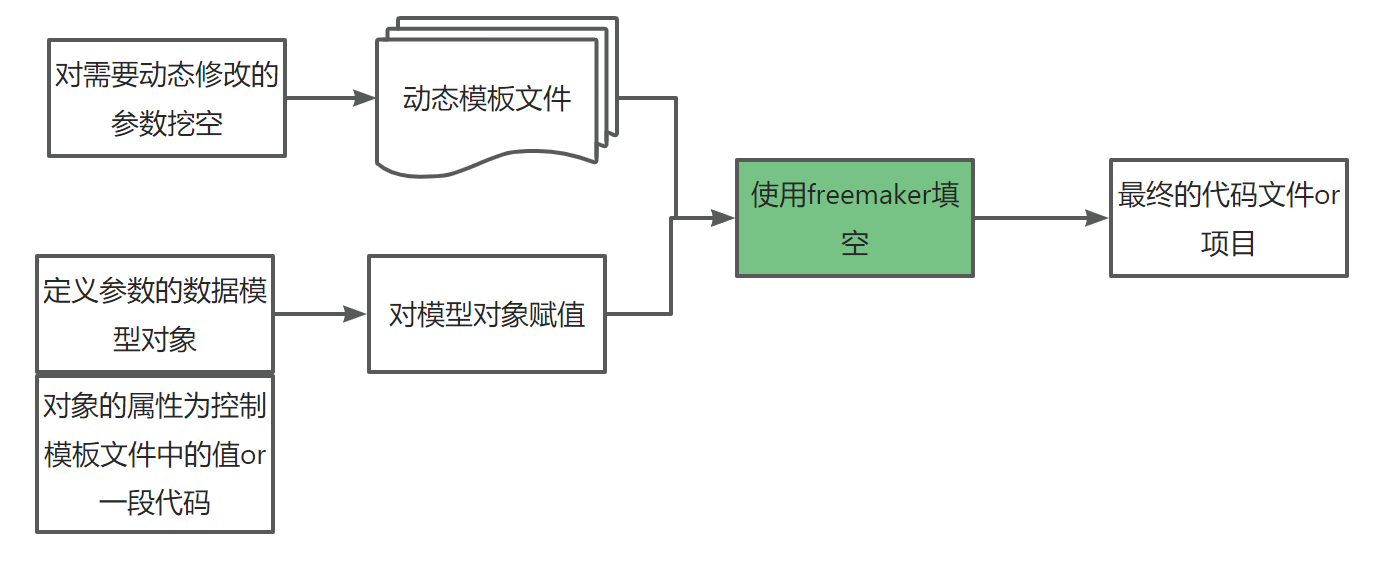 对需要动态修改的
参数挖空
动态模板文件
使用freemaker填
空
最终的代码文件or
项目
定义参数的数据模
型对象
对模型对象赋值
对象的属性为控制
模板文件中的值or
一段代码